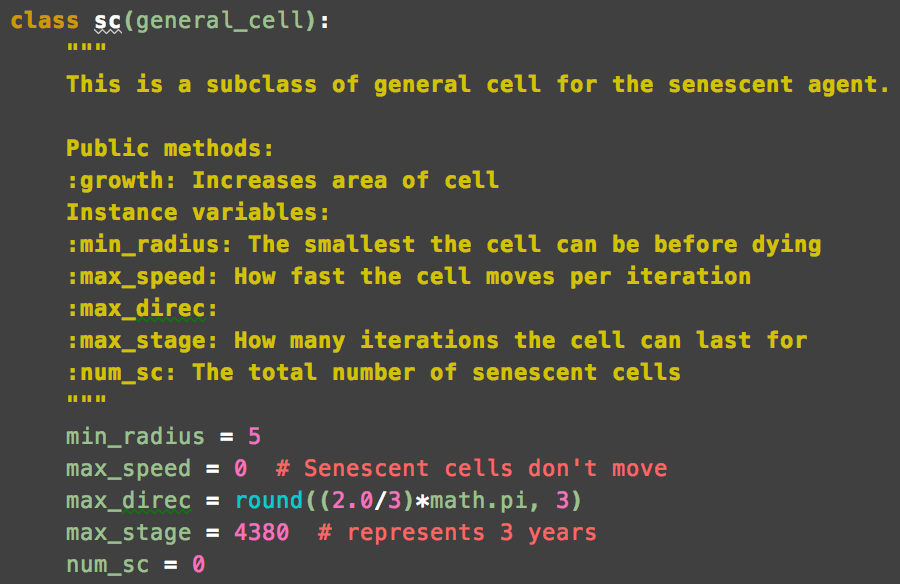 class sc(general_cell):
"""
This is a subclass of general cell for the senescent agent.
Public methods:
:growth: Increases area of cell
Instance variables:
:min_radius: The smallest the cell can be before dying
:max_speed: How fast the cell moves per iteration
:max_direc:
:max_stage: How many iterations the cell can last for
:num_sc: The total number of senescent cells
"""
min_radius = 5
max_speed = 0  # Senescent cells don't move
max_direc = round((2.0/3)*math.pi, 3)
max_stage = 4380  # represents 3 years
num_sc = 0